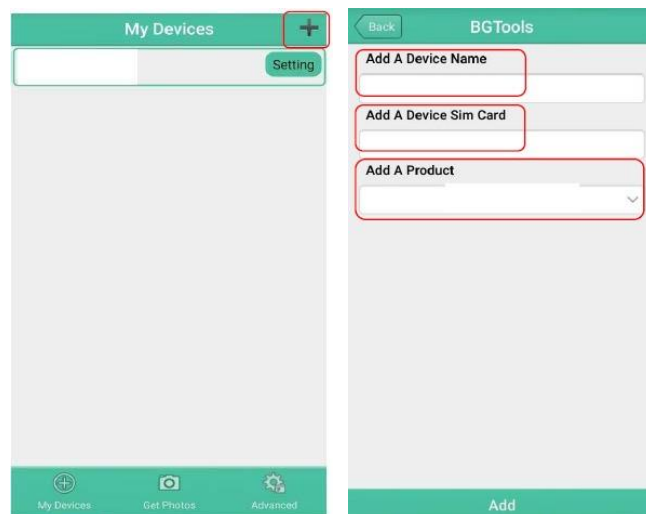 My Devices
Setting
My Devices
Get Photos
Advanced
Back
BGTools
Add A Device Name
Add A Device Sim Card
Add A Product
Add